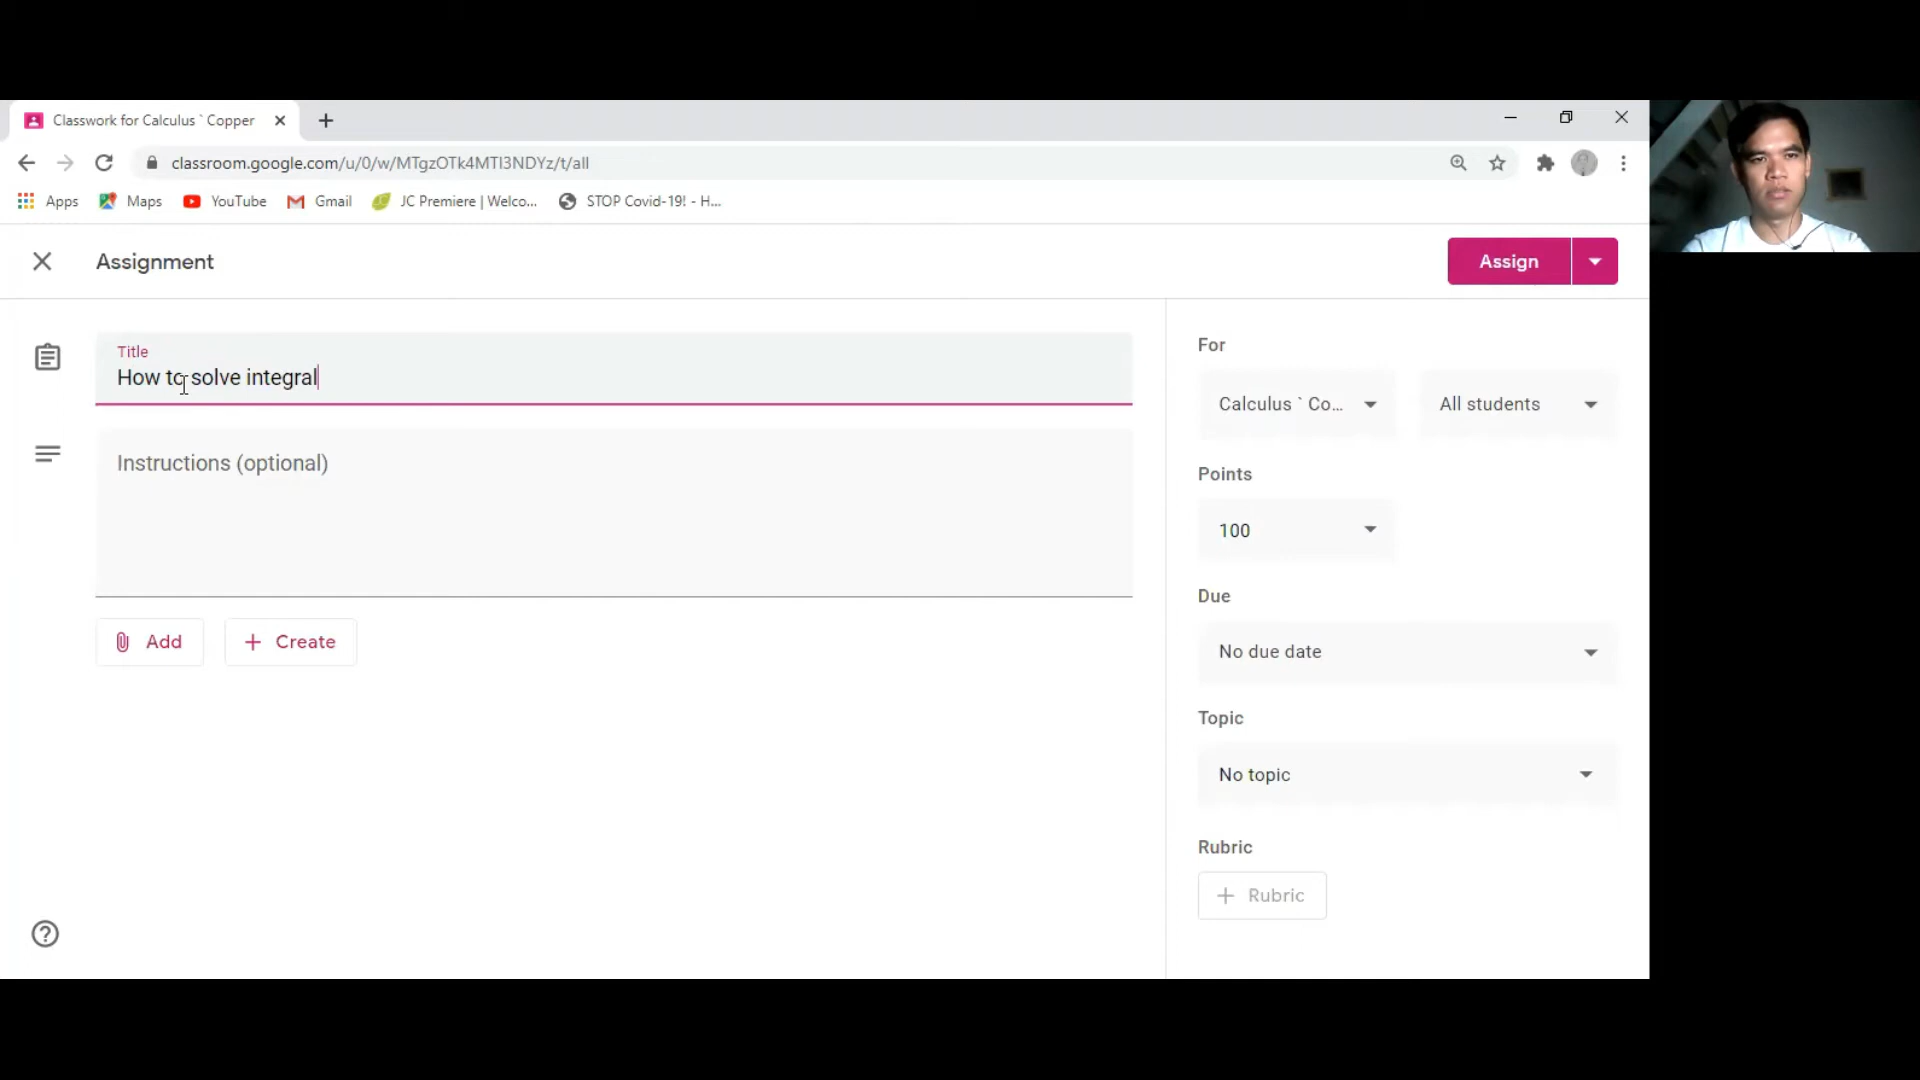 Classwork for Calculus ` Copper
classroom.google.com/u/0/w/MTgzOTk4MTI3NDYz/t/all
Apps Maps YouTube Gmail JC Premiere | Welco... STOP Covid-19! - H...
Assignment
Assign
Title
How to solve integral
Instructions (optional)
Add
Create
For
Calculus ` Co...
All students
Points
100
Due
No due date
Topic
No topic
Rubric
Rubric